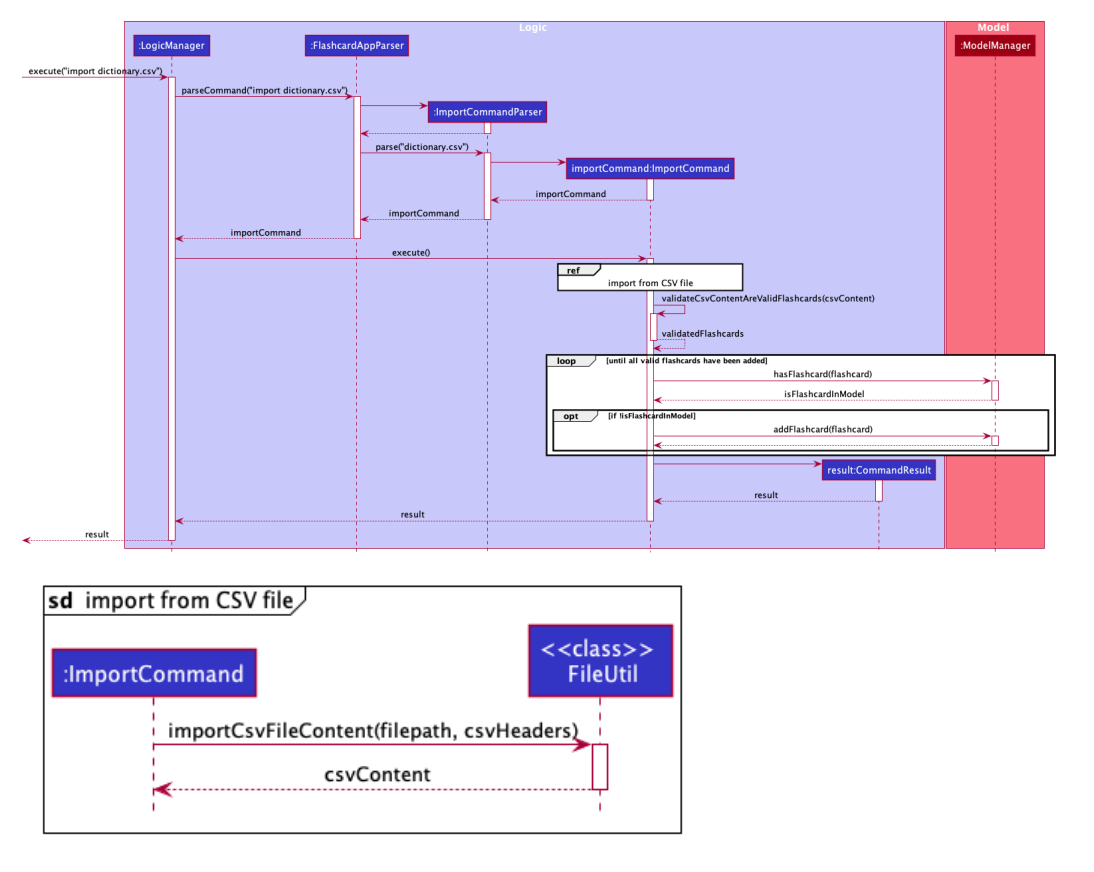 Logic
Model
:LogicManager
:FlashcardAppParser
:ModelManager
execute("import dictionary.csv")
parseCommand("import dictionary.csv")
:ImportCommandParser
parse("dictionary.csv")
importCommand:ImportCommand
importCommand
importCommand
importCommand
execute()
ref
import from CSV file
validateCsvContentAreValidFlashcards(csvContent)
validatedFlashcards
loop [until all valid flashcards have been added]
hasFlashcard(flashcard)
isFlashcardInModel
opt [if !isFlashcardInModel]
addFlashcard(flashcard)
result:CommandResult
result
result
result
sd import from CSV file
<<class>>
:ImportCommand
FileUtil
importCsvFileContent(filepath, csvHeaders)
csvContent